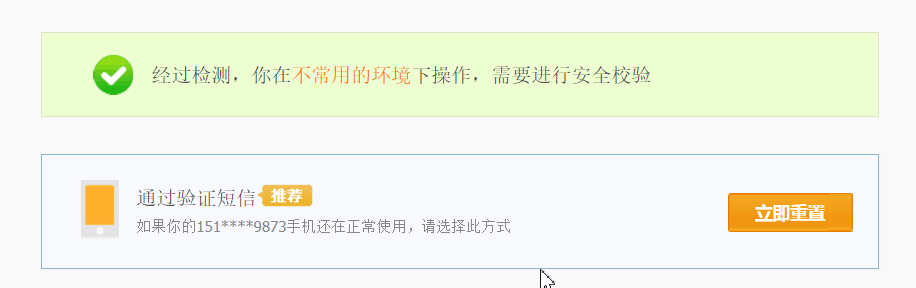 经过检测，你在不常用的环境下操作，需要进行安全校验
通过验证短信 推荐
如果你的151****9873手机还在正常使用，请选择此方式
立即重置